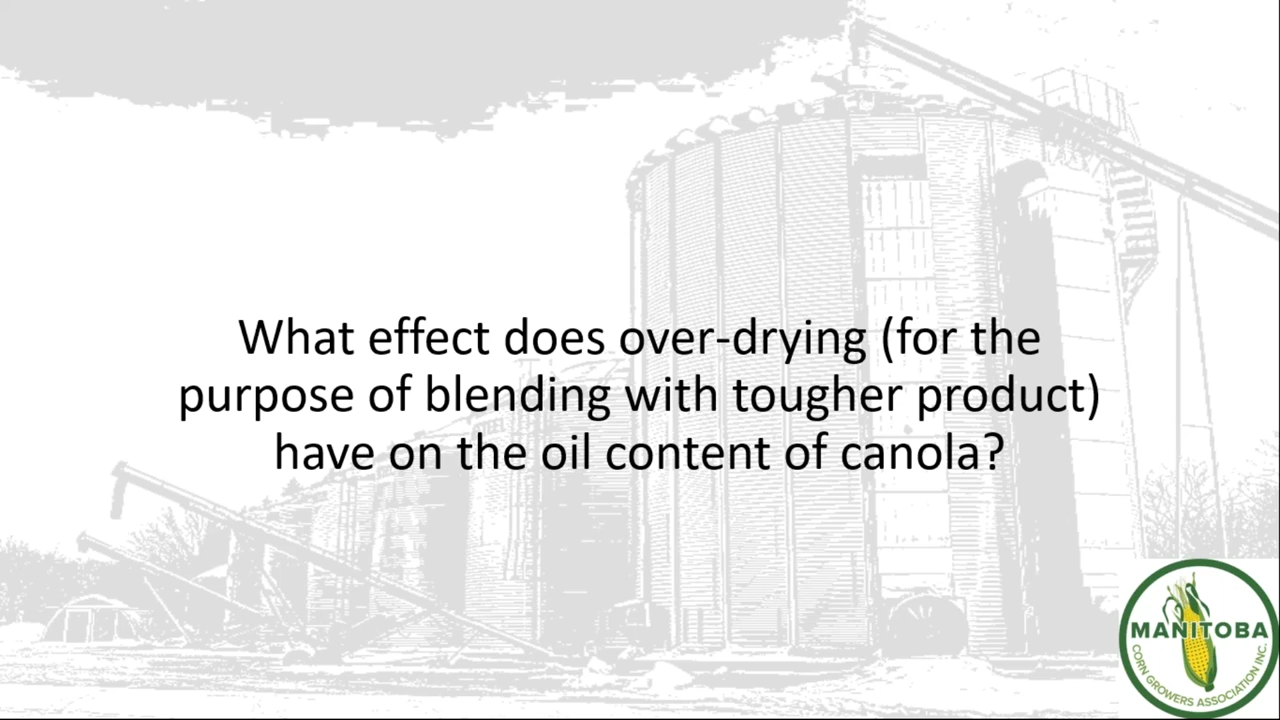 What effect does over-drying (for the
purpose of blending with tougher product)
have on the oil content of canola?
MANITOBA
CORN GROWERS ASSOCIATION INC.